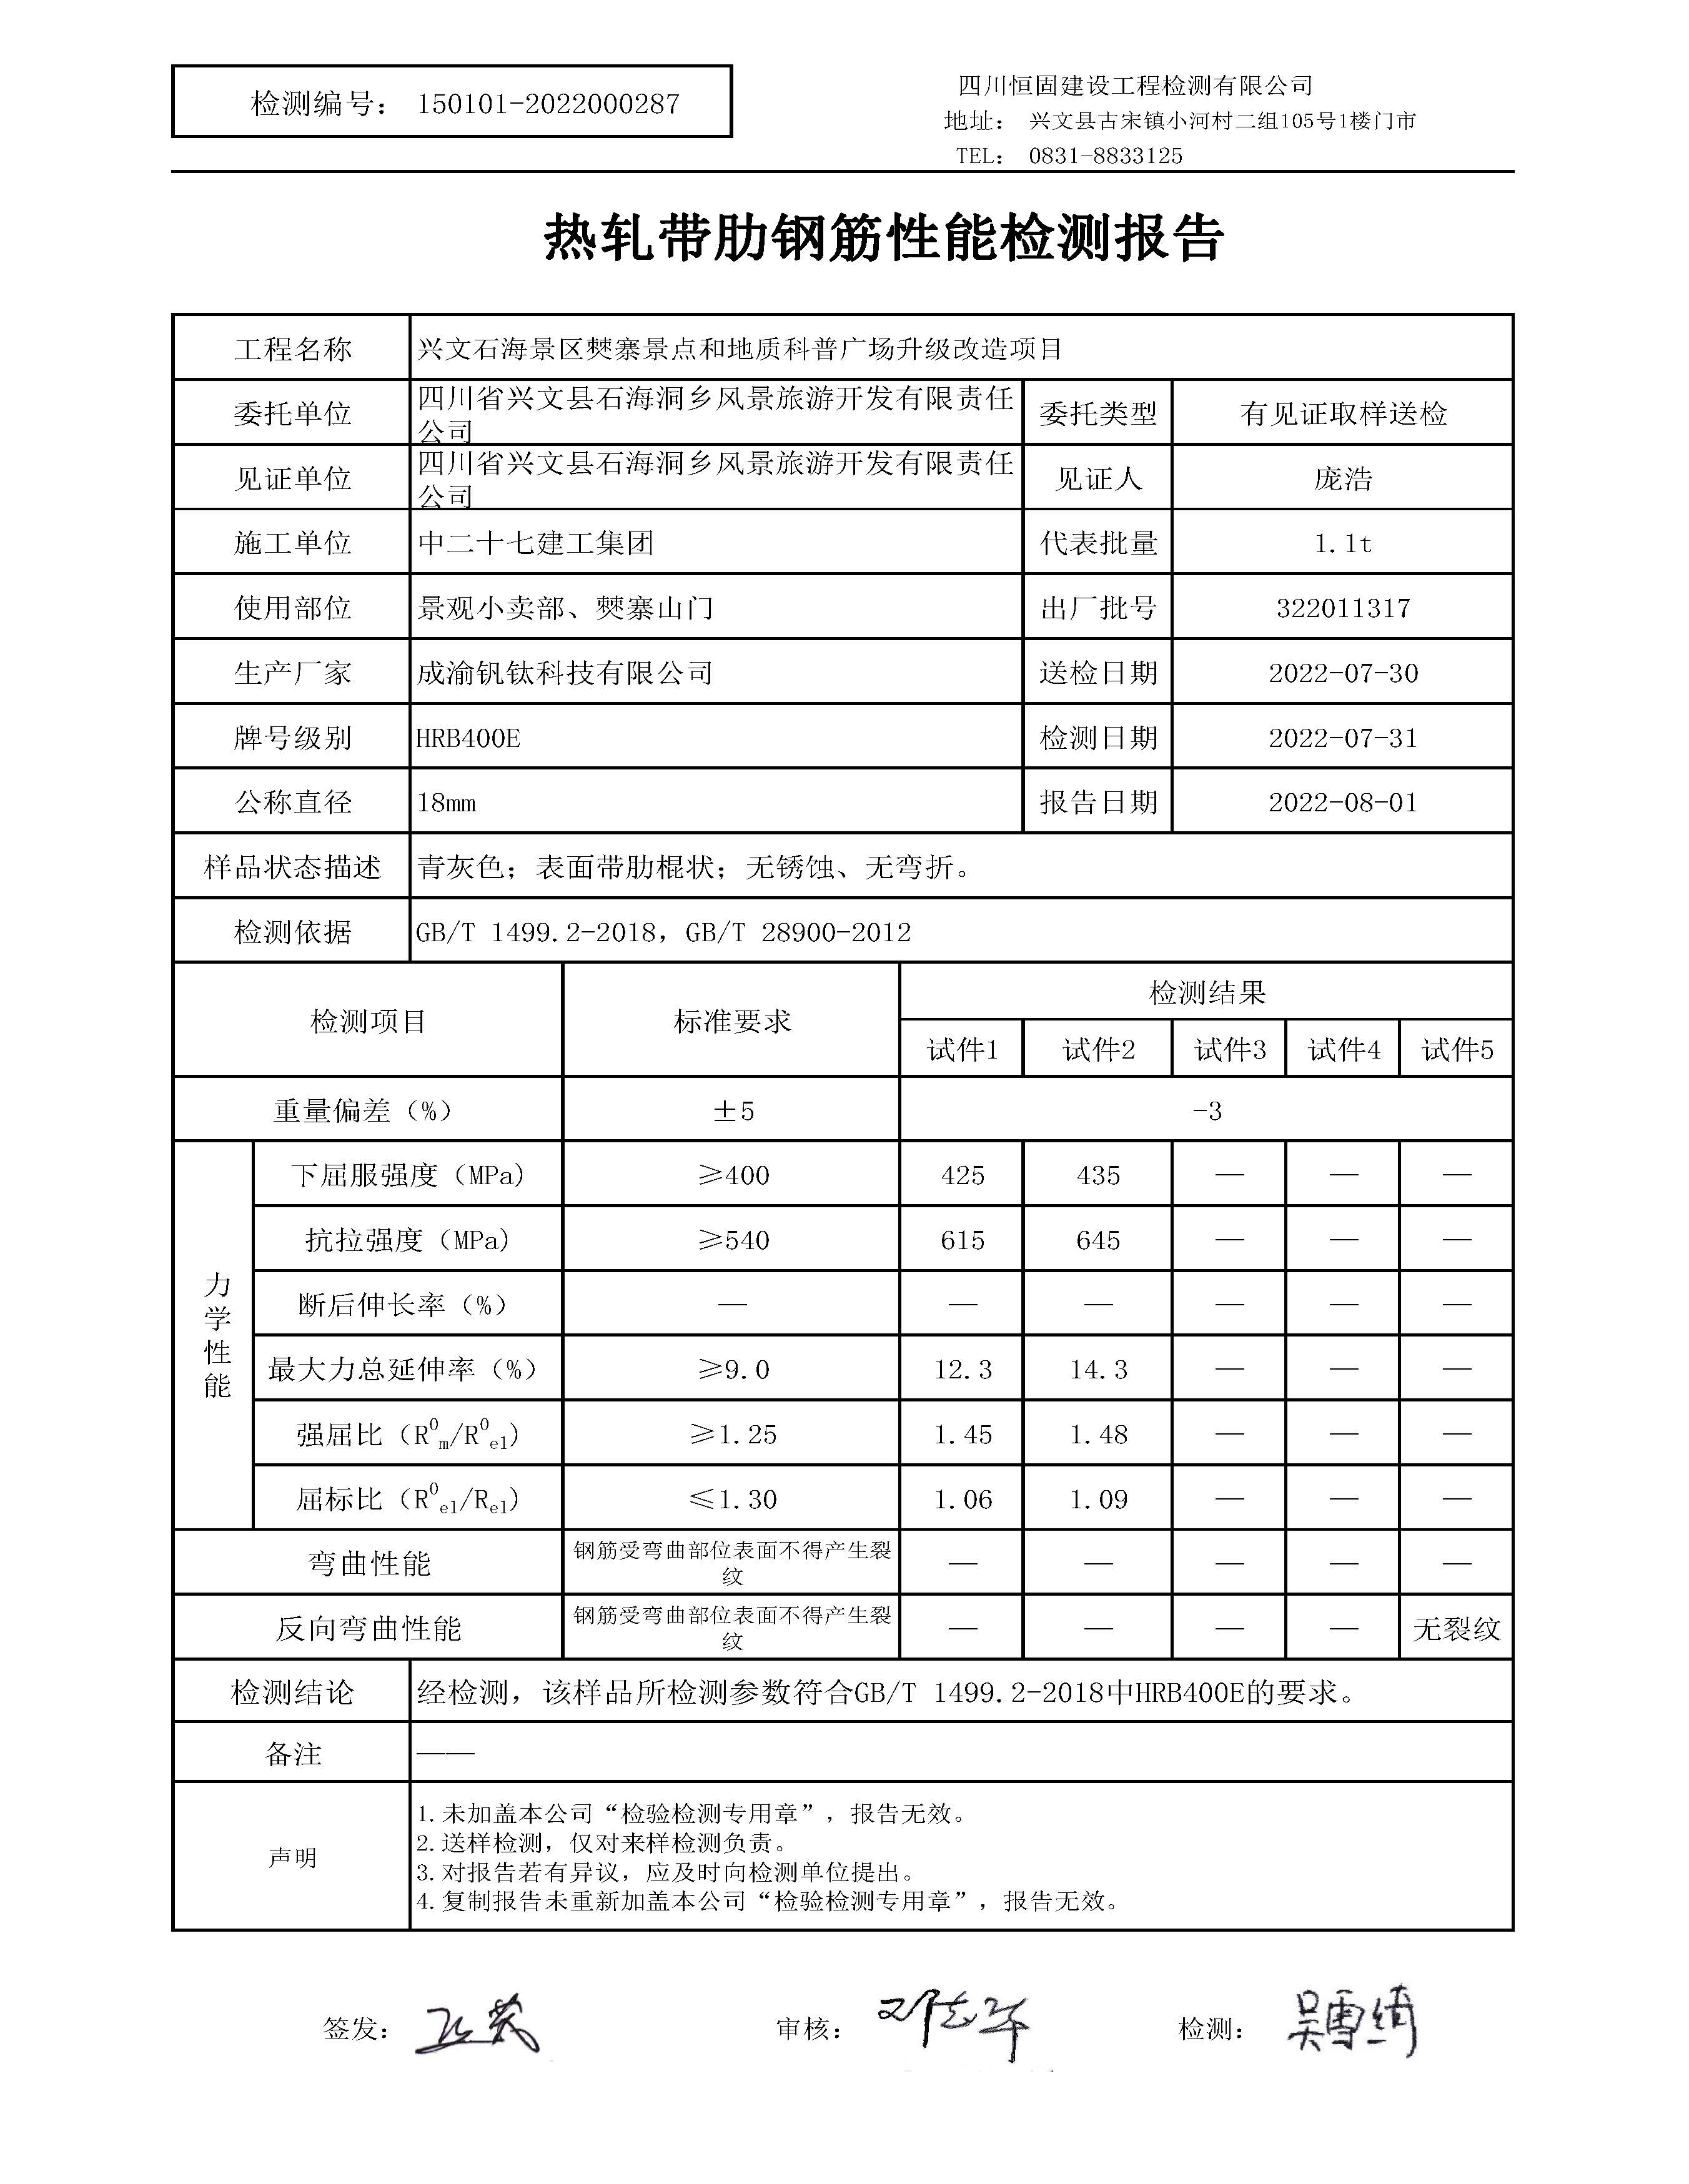 检测编号： 150101-2022000287
四川恒固建设工程检测有限公司
地址： 兴文县古宋镇小河村二组105号1楼门市
TEL： 0831-8833125
热轧带肋钢筋性能检测报告
工程名称 兴文石海景区僰寨景点和地质科普广场升级改造项目
委托单位 四川省兴文县石海洞乡风景旅游开发有限责任
公司
委托类型 有见证取样送检
见证单位 四川省兴文县石海洞乡风景旅游开发有限责任
公司
见证人 庞浩
施工单位 中二十七建工集团 代表批量 1.1t
使用部位 景观小卖部、僰寨山门 出厂批号 322011317
生产厂家 成渝钒钛科技有限公司 送检日期 2022-07-30
牌号级别 HRB400E 检测日期 2022-07-31
公称直径 18mm 报告日期 2022-08-01
样品状态描述 青灰色；表面带肋棍状；无锈蚀、无弯折。
检测依据 GB/T 1499.2-2018，GB/T 28900-2012
检测项目 标准要求 检测结果
试件1 试件2 试件3 试件4 试件5
重量偏差（%） ±5 -3
力学性能
下屈服强度（MPa） ≥400 425 435 — — —
抗拉强度（MPa） ≥540 615 645 — — —
断后伸长率（%） — — — — — —
最大力总延伸率（%） ≥9.0 12.3 14.3 — — —
强屈比（R⁰m/R⁰el） ≥1.25 1.45 1.48 — — —
屈标比（R⁰el/Rel） ≤1.30 1.06 1.09 — — —
弯曲性能 钢筋受弯曲部位表面不得产生裂
纹 — — — — —
反向弯曲性能 钢筋受弯曲部位表面不得产生裂
纹 — — — — 无裂纹
检测结论 经检测，该样品所检测参数符合GB/T 1499.2-2018中HRB400E的要求。
备注 ——
声明
1.未加盖本公司“检验检测专用章”，报告无效。
2.送样检测，仅对来样检测负责。
3.对报告若有异议，应及时向检测单位提出。
4.复制报告未重新加盖本公司“检验检测专用章”，报告无效。
签发： 审核： 检测： 吴雪绮